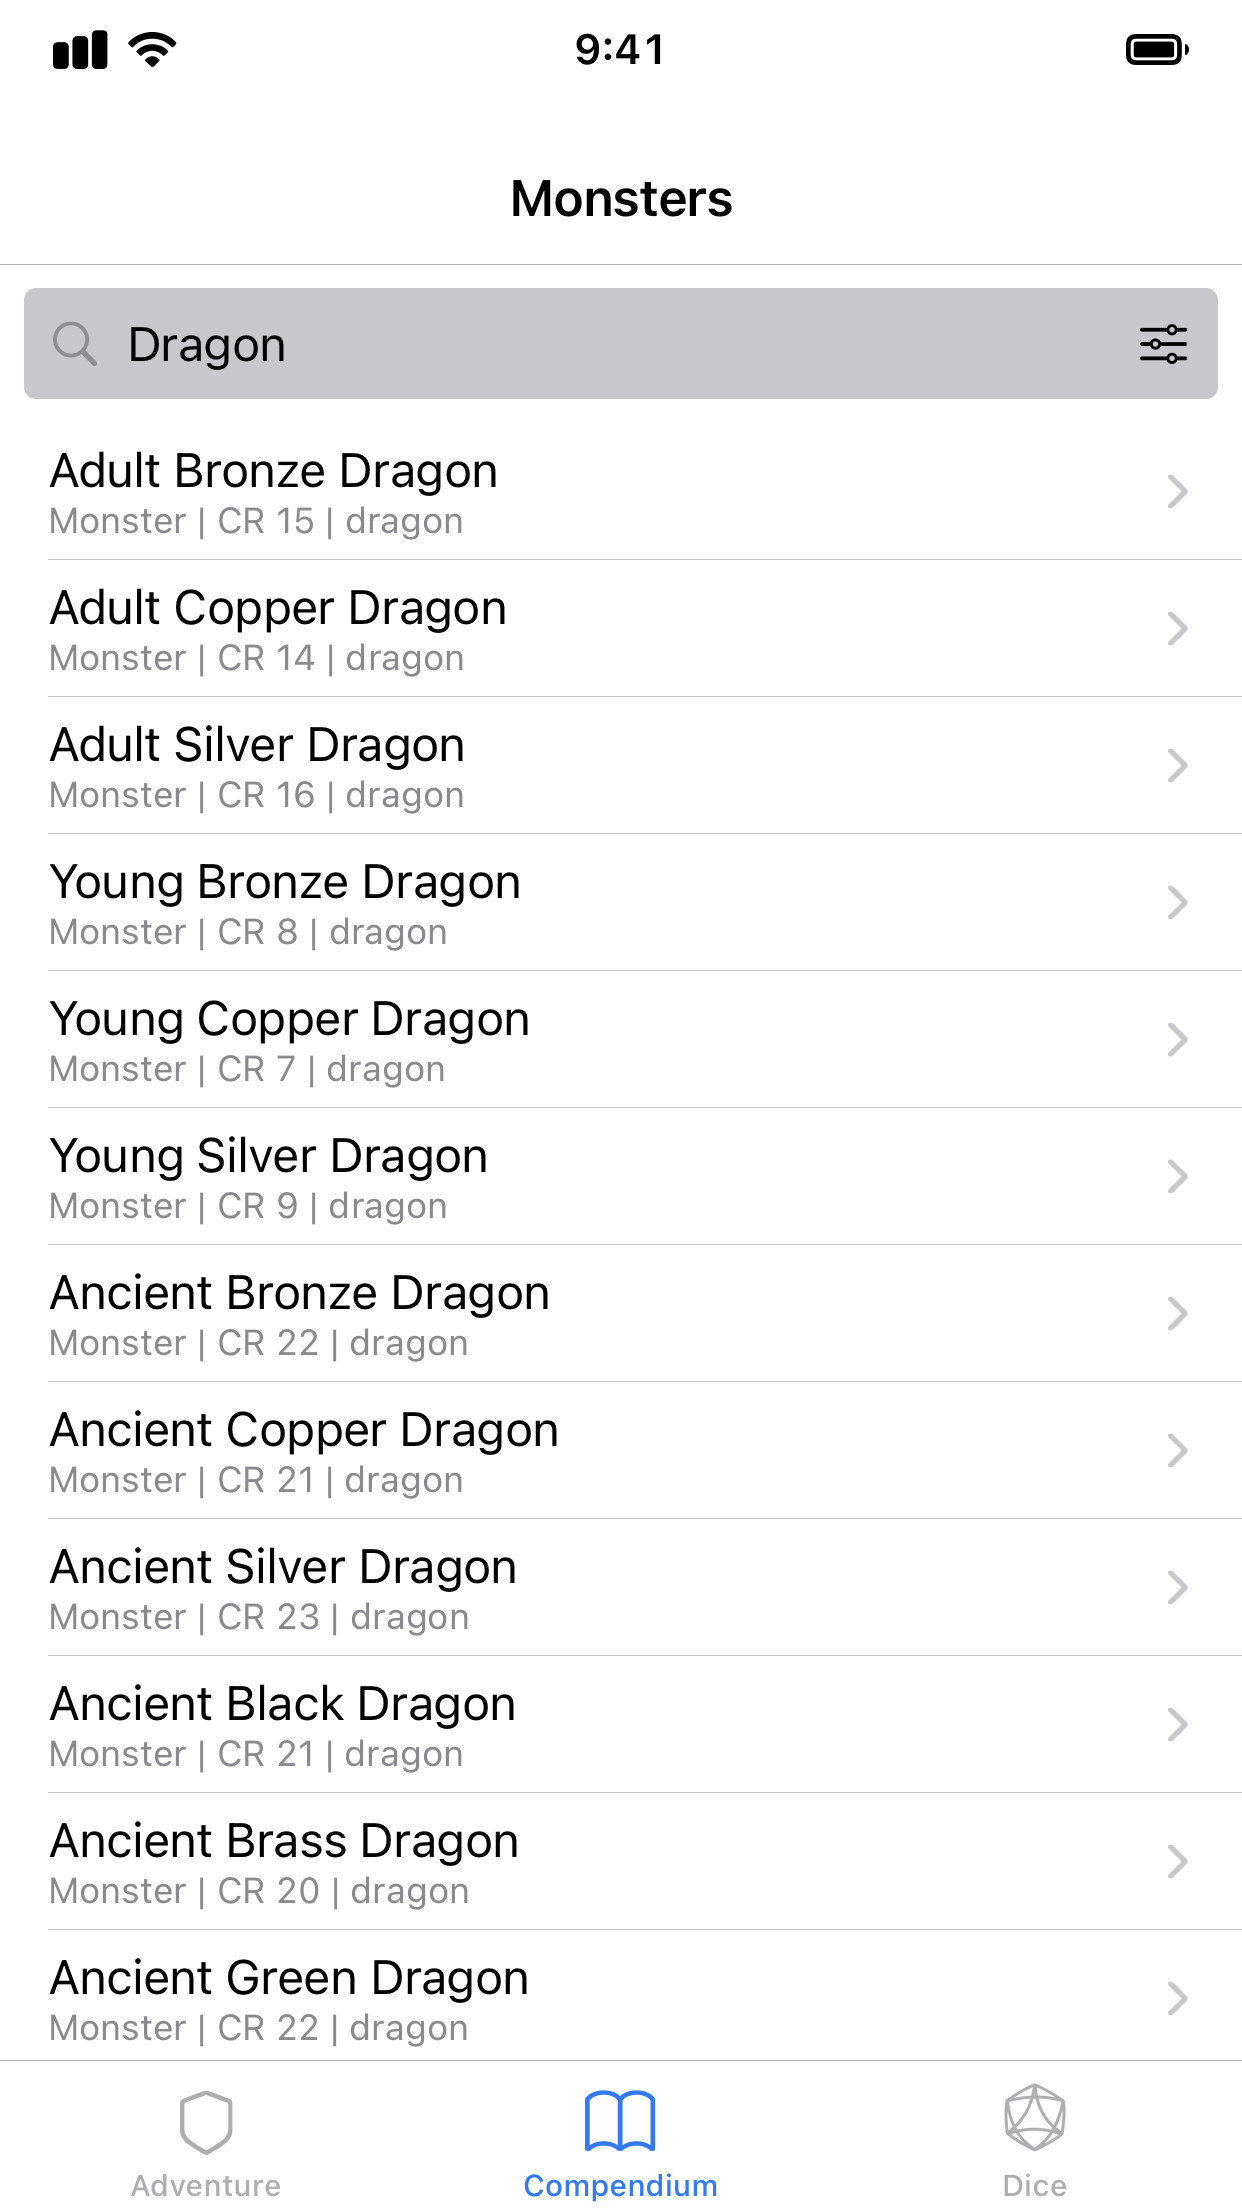 9:41
Monsters
Dragon
Adult Bronze Dragon
Monster | CR 15 | dragon
Adult Copper Dragon
Monster | CR 14 | dragon
Adult Silver Dragon
Monster | CR 16 | dragon
Young Bronze Dragon
Monster | CR 8 | dragon
Young Copper Dragon
Monster | CR 7 | dragon
Young Silver Dragon
Monster | CR 9 | dragon
Ancient Bronze Dragon
Monster | CR 22 | dragon
Ancient Copper Dragon
Monster | CR 21 | dragon
Ancient Silver Dragon
Monster | CR 23 | dragon
Ancient Black Dragon
Monster | CR 21 | dragon
Ancient Brass Dragon
Monster | CR 20 | dragon
Ancient Green Dragon
Monster | CR 22 | dragon
Adventure
Compendium
Dice